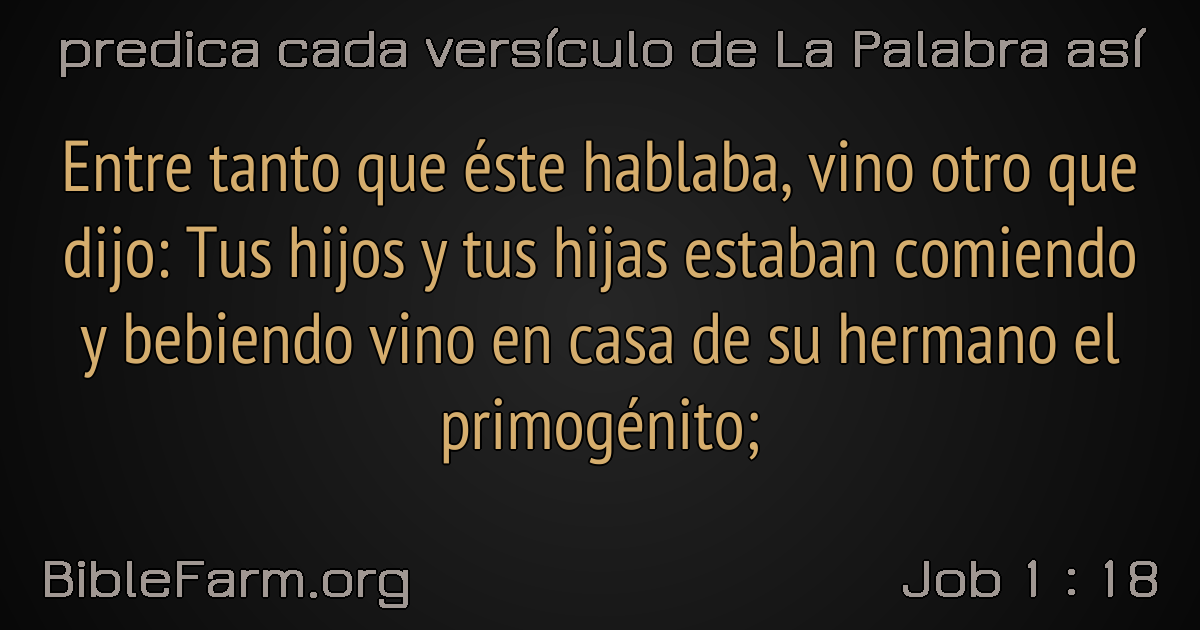 predica cada versículo de La Palabra así
Entre tanto que éste hablaba, vino otro que
dijo: Tus hijos y tus hijas estaban comiendo
y bebiendo vino en casa de su hermano el
primogénito;
BibleFarm.org
Job 1 : 18